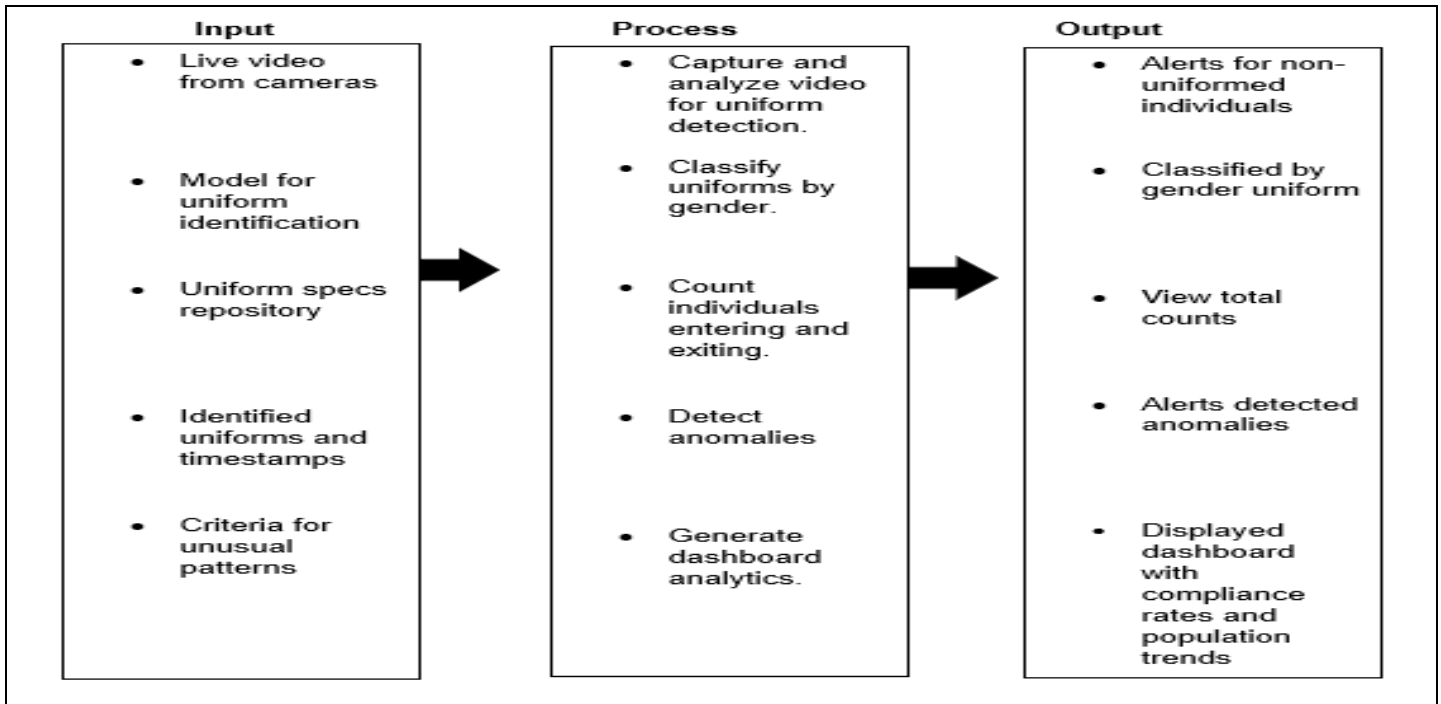 Input
Live video
from cameras
Model for
uniform
identification
Uniform specs
repository
Identified
uniforms and
timestamps
Criteria for
unusual
patterns
Process
Capture and
analyze video
for uniform
detection.
Classify
uniforms by
gender.
Count
individuals
entering and
exiting.
Detect
anomalies
Generate
dashboard
analytics.
Output
Alerts for non-
uniformed
individuals
Classified by
gender uniform
View total
counts
Alerts detected
anomalies
Displayed
dashboard
with
compliance
rates and
population
trends